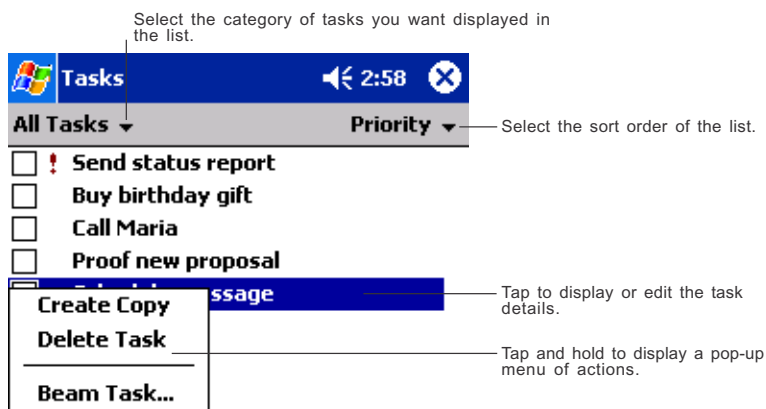 Select the category of tasks you want displayed in
the list.
Tasks 2:58
All Tasks Priority
Select the sort order of the list.
! Send status report
Buy birthday gift
Call Maria
Proof new proposal
ssage
Tap to display or edit the task
details.
Create Copy
Delete Task
Tap and hold to display a pop-up
menu of actions.
Beam Task...